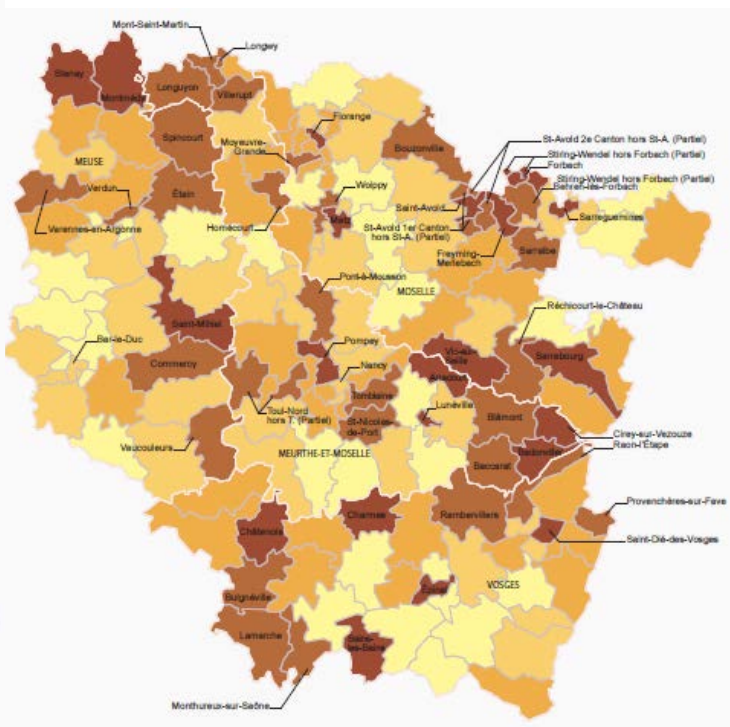 Mont-Saint-Martin
Longwy
Stenay
Montmédy
Longuyon
Villerupt
Florange
Spincourt
Moyeuvre-
Grande
Bouzonville
St-Avold 2e Canton hors St-A. (Partiel)
Stiring-Wendel hors Forbach (Partiel)
Forbach
Stiring-Wendel hors Forbach (Partiel)
Behren-lès-Forbach
MEUSE
Verdun
Étain
Woippy
Saint-Avold
Metz
Sarreguemines
Varennes-en-Argonne
Homécourt
St-Avold 1er Canton
hors St-A. (Partiel)
Freyming-
Merlebach
Sarralbe
Pont-à-Mousson
MOSELLE
Réchicourt-le-Château
Saint-Mihiel
Bar-le-Duc
Pompey
Vic-sur-
Seille
Sarrebourg
Commercy
Nancy
Arracourt
Tomblaine
Lunéville
Toul-Nord
hors T. (Partiel)
St-Nicolas-
de-Port
Blâmont
Cirey-sur-Vezouze
Vaucouleurs
MEURTHE-ET-MOSELLE
Baccarat
Badonviller
Raon-l'Étape
Provenchères-sur-Fave
Charmes
Rambervillers
Châtenois
Saint-Dié-des-Vosges
Bulgnéville
Épinal
VOSGES
Lamarche
Monthureux-sur-Saône